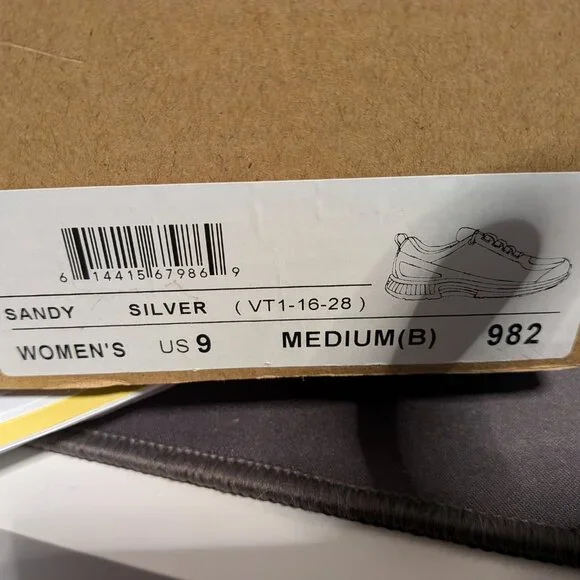 6 14415 67986 9
SANDY SILVER (VT1-16-28)
WOMEN'S US 9 MEDIUM(B) 982